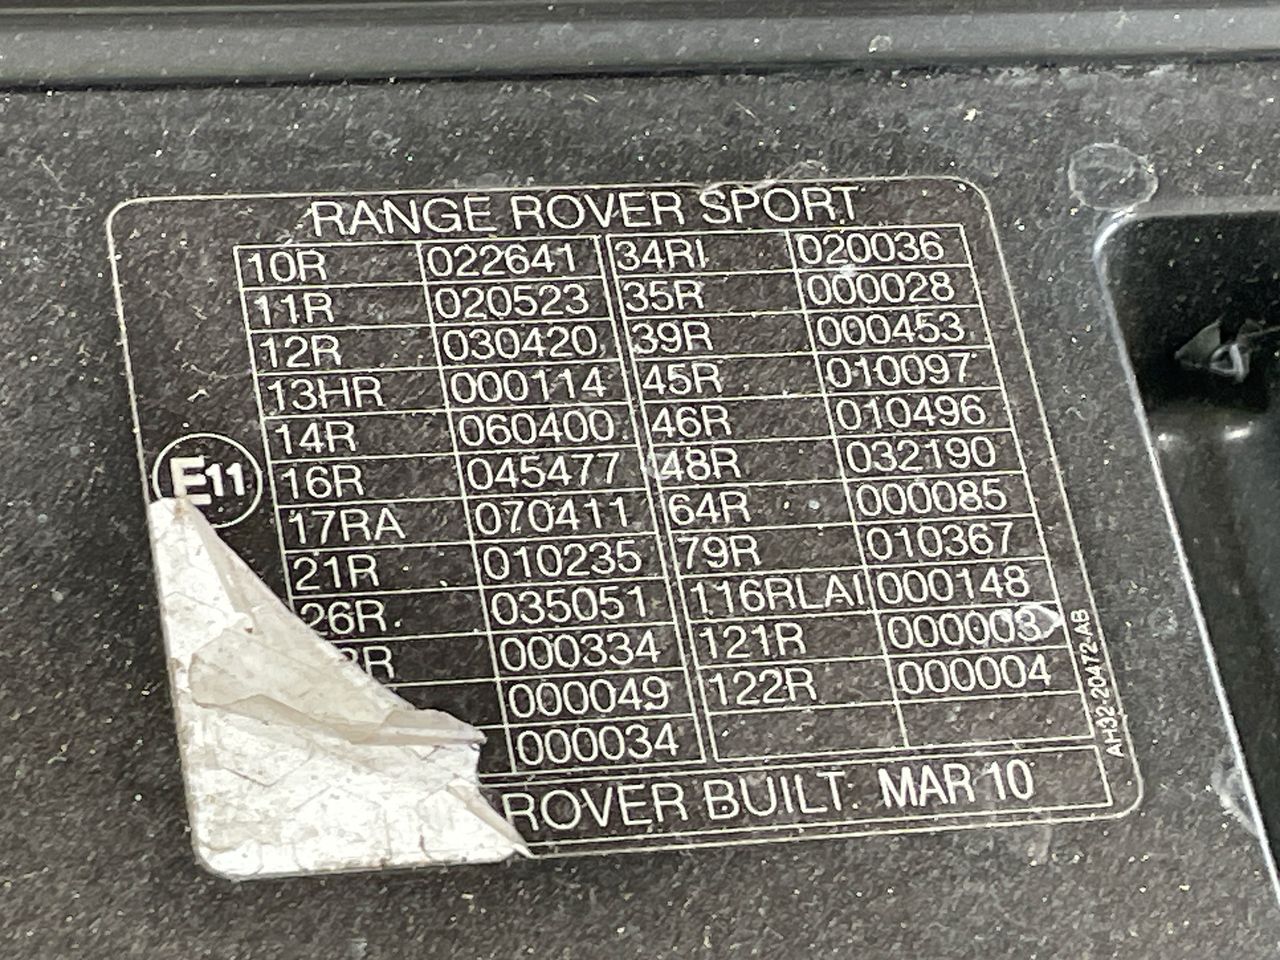 RANGE ROVER SPORT
10R 022641 34RI 020036
11R 020523 35R 000028
12R 030420 39R 000453
13HR 000114 45R 010097
14R 060400 46R 010496
16R 045477 48R 032190
17RA 070411 64R 000085
21R 010235 79R 010367
26R 035051 116RLAI 000148
000334 121R 000003
000049 122R 000004
000034
E11
ROVER BUILT. MAR 10
AH32-20472-AB